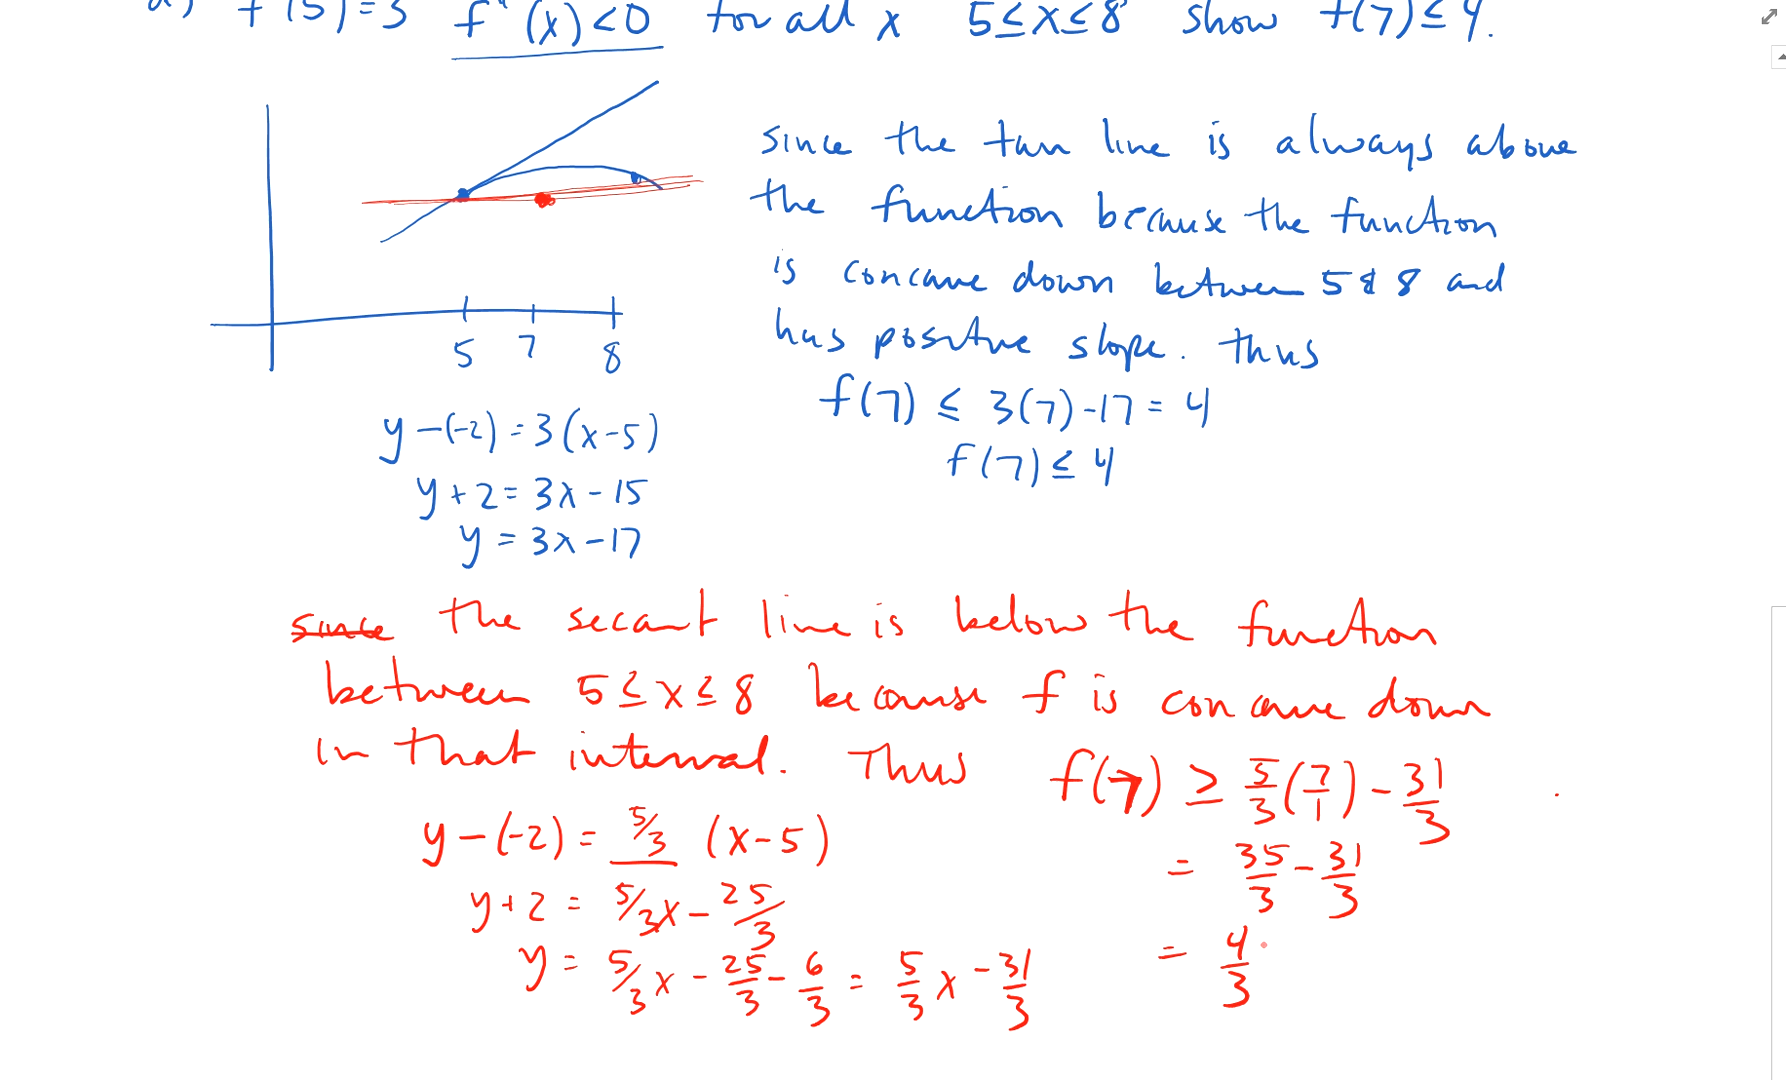 d) f'(5)=3 f''(x)<0 for all x 5≤x≤8 show f(7)≤4.
since the tan line is always above
the function because the function
is concave down between 5 & 8 and
has positive slope. Thus
f(7) ≤ 3(7)-17 = 4
f(7) ≤ 4
5 7 8
y-(-2) = 3(x-5)
y+2 = 3x-15
y = 3x-17
since the secant line is below the function
between 5≤x≤8 because f is concave down
in that interval. Thus f(7) ≥ 5/3(7/1) - 31/3
= 35/3 - 31/3
= 4/3
y-(-2) = 5/3 (x-5)
y+2 = 5/3x - 25/3
y = 5/3x - 25/3 - 6/3 = 5/3 x - 31/3